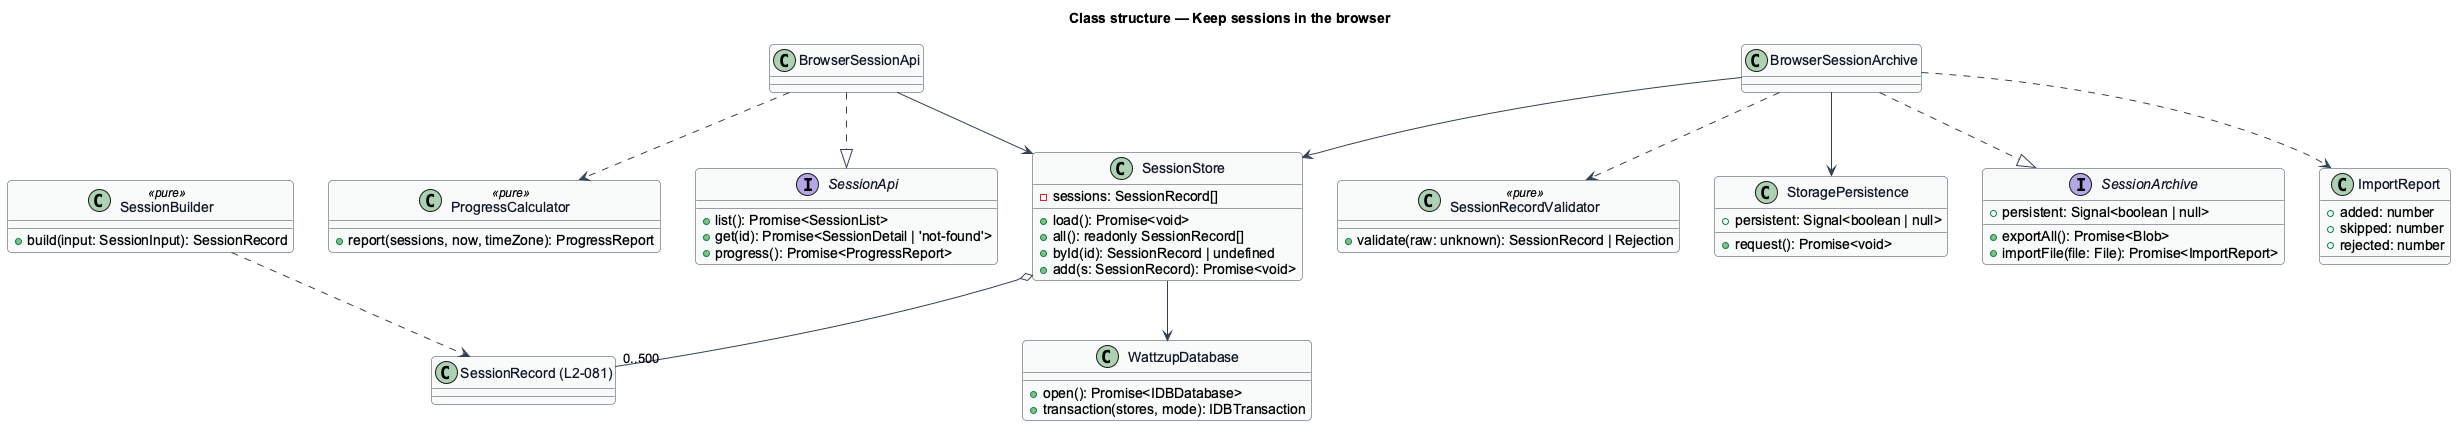 Class structure — Keep sessions in the browser
C BrowserSessionApi
C BrowserSessionArchive
C «pure»
SessionBuilder
build(input: SessionInput): SessionRecord
C «pure»
ProgressCalculator
report(sessions, now, timeZone): ProgressReport
I SessionApi
list(): Promise<SessionList>
get(id): Promise<SessionDetail | 'not-found'>
progress(): Promise<ProgressReport>
C SessionStore
sessions: SessionRecord[]
load(): Promise<void>
all(): readonly SessionRecord[]
byId(id): SessionRecord | undefined
add(s: SessionRecord): Promise<void>
C «pure»
SessionRecordValidator
validate(raw: unknown): SessionRecord | Rejection
C StoragePersistence
persistent: Signal<boolean | null>
request(): Promise<void>
I SessionArchive
persistent: Signal<boolean | null>
exportAll(): Promise<Blob>
importFile(file: File): Promise<ImportReport>
C ImportReport
added: number
skipped: number
rejected: number
0..500
C SessionRecord (L2-081)
C WattzupDatabase
open(): Promise<IDBDatabase>
transaction(stores, mode): IDBTransaction